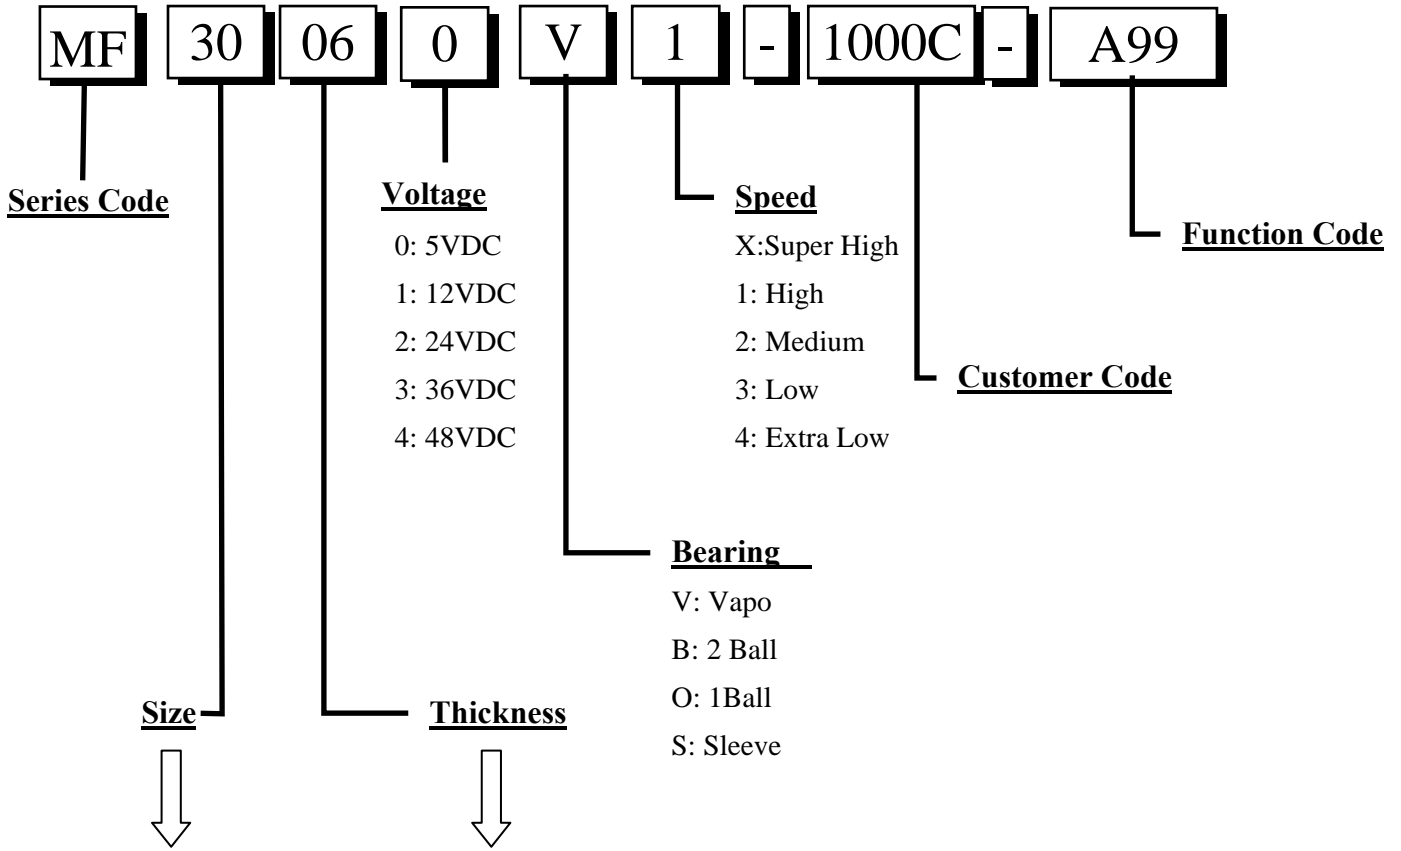 MF 30 06 0 V 1 - 1000C - A99
Series Code
Voltage
0: 5VDC
1: 12VDC
2: 24VDC
3: 36VDC
4: 48VDC
Speed
X:Super High
1: High
2: Medium
3: Low
4: Extra Low
Function Code
Customer Code
Bearing
V: Vapo
B: 2 Ball
O: 1Ball
S: Sleeve
Size
Thickness